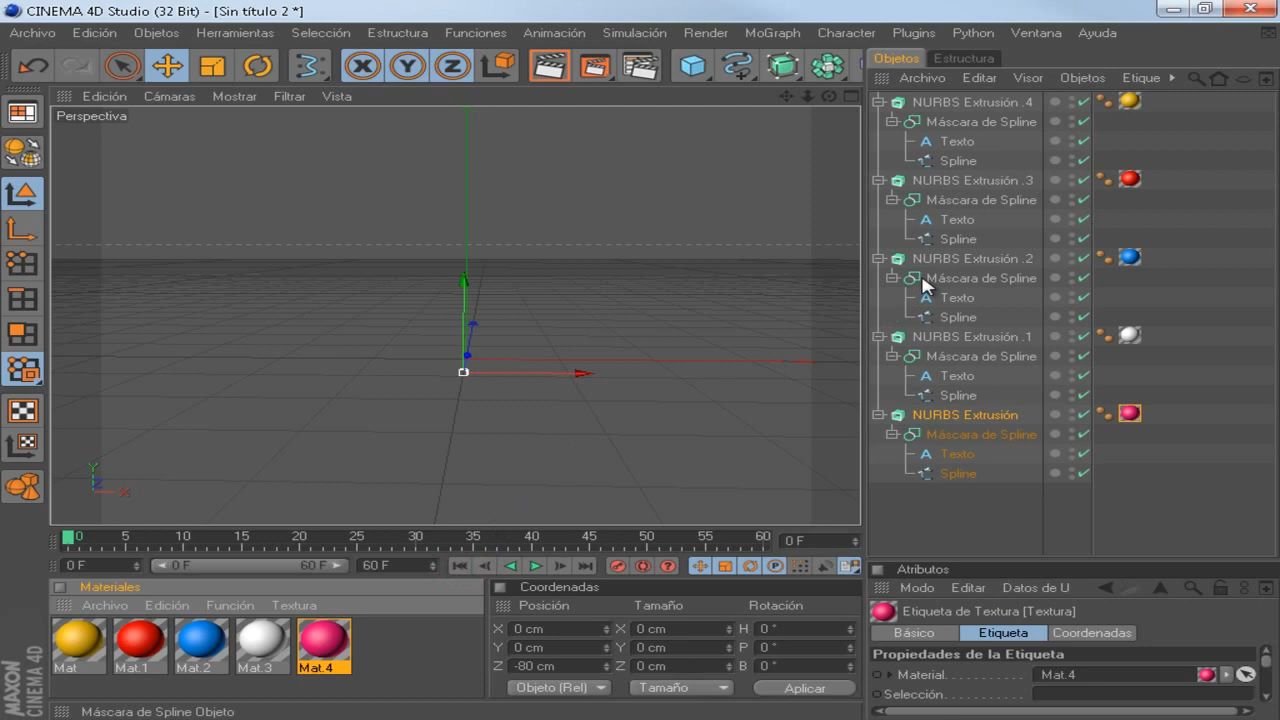 CINEMA 4D Studio (32 Bit) - [Sin título 2 *]
Archivo Edición Objetos Herramientas Selección Estructura Funciones Animación Simulación Render MoGraph Character Plugins Python Ventana Ayuda
X Y Z
Objetos Estructura
Archivo Editar Visor Objetos Etique
Edición Cámaras Mostrar Filtrar Vista
Perspectiva
NURBS Extrusión .4
Máscara de Spline
Texto
Spline
NURBS Extrusión .3
Máscara de Spline
Texto
Spline
NURBS Extrusión .2
Máscara de Spline
Texto
Spline
NURBS Extrusión .1
Máscara de Spline
Texto
Spline
NURBS Extrusión
Máscara de Spline
Texto
Spline
Y
Z
X
0 5 10 15 20 25 30 35 40 45 50 55 60
0 F
0 F 0 F 60 F 60 F
Materiales
Archivo Edición Función Textura
Mat Mat.1 Mat.2 Mat.3 Mat.4
Coordenadas
Posición Tamaño Rotación
X 0 cm X 0 cm H 0 °
Y 0 cm Y 0 cm P 0 °
Z -80 cm Z 0 cm B 0 °
Objeto (Rel) Tamaño Aplicar
Atributos
Modo Editar Datos de U
Etiqueta de Textura [Textura]
Básico Etiqueta Coordenadas
Propiedades de la Etiqueta
Material. . . . . . . . . . . Mat.4
Selección. . . . . . . . . .
MAXON
CINEMA 4D
Máscara de Spline Objeto